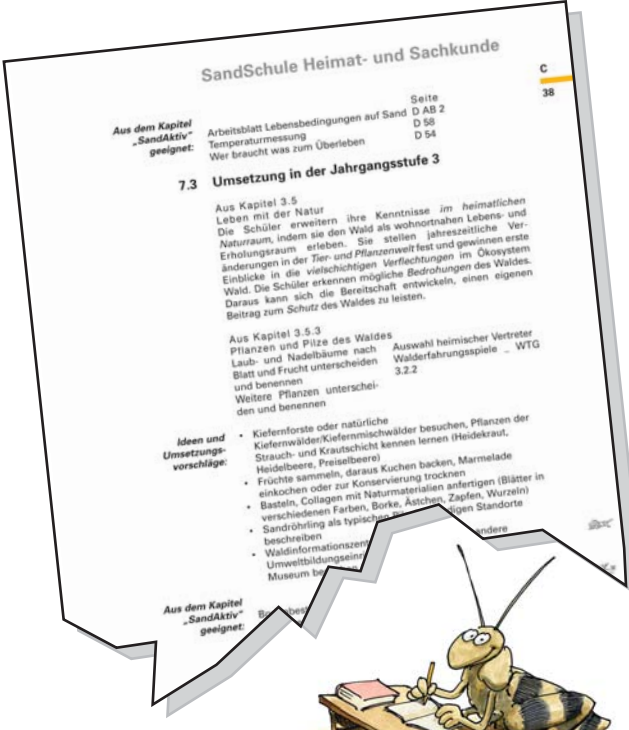 SandSchule Heimat- und Sachkunde
C
38
Aus dem Kapitel
„SandAktiv“
geeignet:
Seite
Arbeitsblatt Lebensbedingungen auf Sand D AB 2
Temperaturmessung D 58
Wer braucht was zum Überleben D 54
7.3 Umsetzung in der Jahrgangsstufe 3
Aus Kapitel 3.5
Leben mit der Natur
Die Schüler erweitern ihre Kenntnisse im heimatlichen
Naturraum, indem sie den Wald als wohnortnahen Lebens- und
Erholungsraum erleben. Sie stellen jahreszeitliche Ver-
änderungen in der Tier- und Pflanzenwelt fest und gewinnen erste
Einblicke in die vielschichtigen Verflechtungen im Ökosystem
Wald. Die Schüler erkennen mögliche Bedrohungen des Waldes.
Daraus kann sich die Bereitschaft entwickeln, einen eigenen
Beitrag zum Schutz des Waldes zu leisten.
Aus Kapitel 3.5.3
Pflanzen und Pilze des Waldes
Laub- und Nadelbäume nach
Blatt und Frucht unterscheiden
und benennen
Weitere Pflanzen unterschei-
den und benennen
Auswahl heimischer Vertreter
Walderfahrungsspiele _ WTG
3.2.2
Ideen und
Umsetzungs-
vorschläge:
• Kiefernforste oder natürliche
Kiefernwälder/Kiefernmischwälder besuchen, Pflanzen der
Strauch- und Krautschicht kennen lernen (Heidekraut,
Heidelbeere, Preiselbeere)
• Früchte sammeln, daraus Kuchen backen, Marmelade
einkochen oder zur Konservierung trocknen
• Basteln, Collagen mit Naturmaterialien anfertigen (Blätter in
verschiedenen Farben, Borke, Ästchen, Zapfen, Wurzeln)
• Sandröhrling als typischen digen Standorte
beschreiben
• Waldinformationszent andere
Umweltbildungseinri
Museum be
Aus dem Kapitel
„SandAktiv“
geeignet: